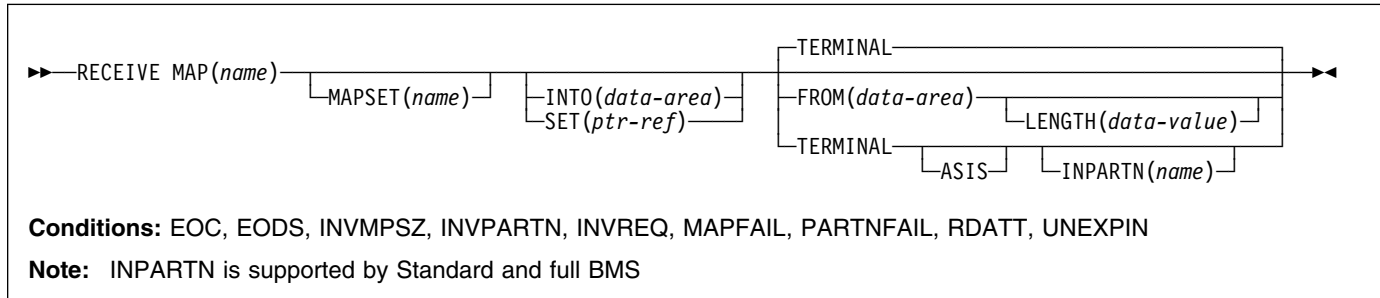 TERMINAL
RECEIVE MAP(name) MAPSET(name) INTO(data-area) FROM(data-area) LENGTH(data-value)
SET(ptr-ref)
TERMINAL ASIS INPARTN(name)
Conditions: EOC, EODS, INVMPSZ, INVPARTN, INVREQ, MAPFAIL, PARTNFAIL, RDATT, UNEXPIN
Note: INPARTN is supported by Standard and full BMS